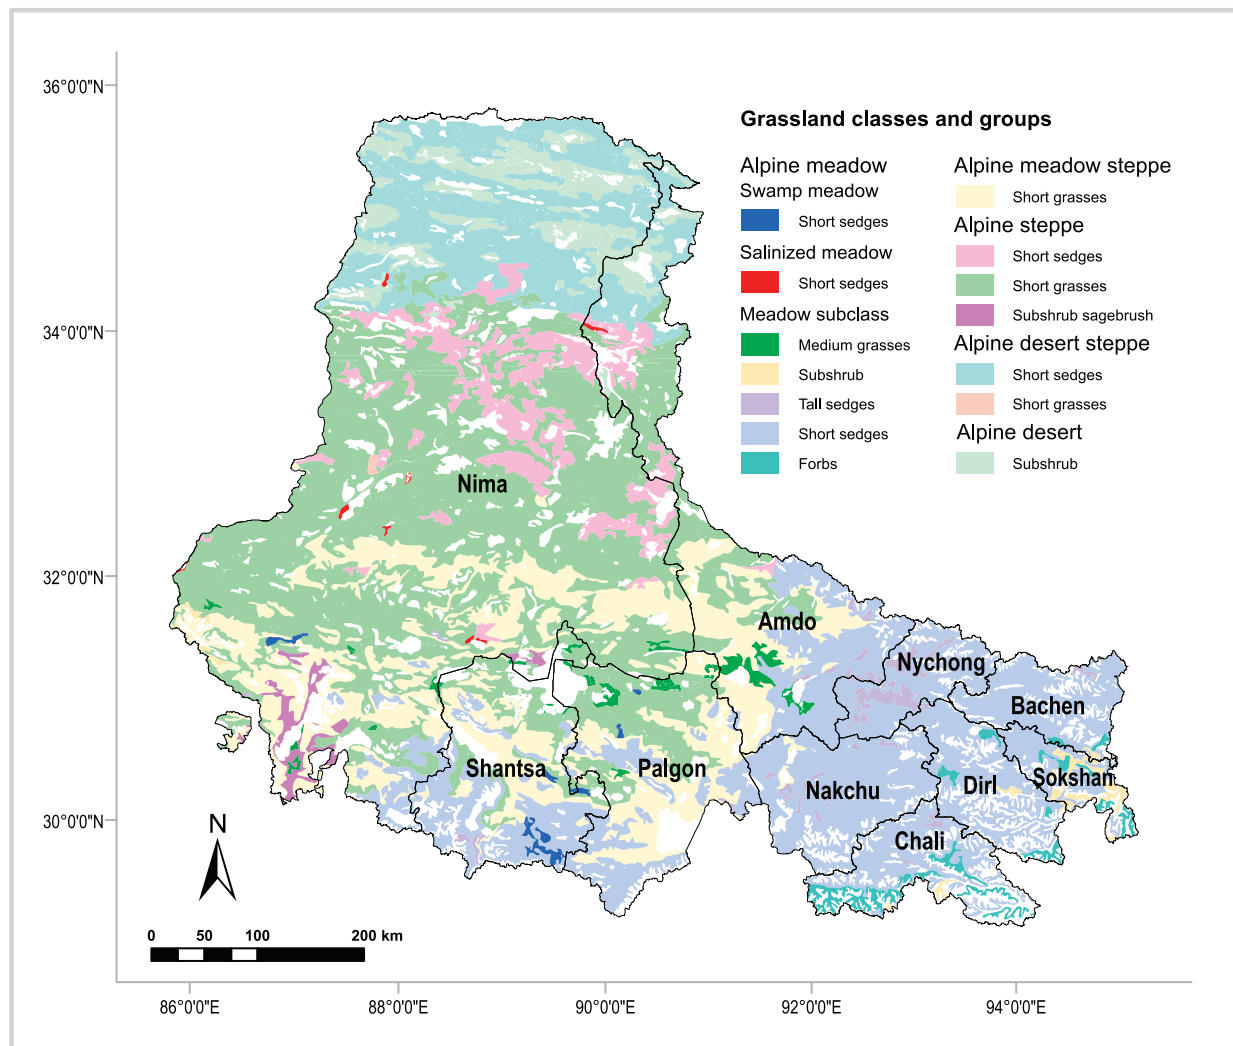 36°0'0"N
34°0'0"N
32°0'0"N
30°0'0"N
Grassland classes and groups
Alpine meadow
Swamp meadow
Short sedges
Salinized meadow
Short sedges
Meadow subclass
Medium grasses
Subshrub
Tall sedges
Short sedges
Forbs
Alpine meadow steppe
Short grasses
Alpine steppe
Short sedges
Short grasses
Subshrub sagebrush
Alpine desert steppe
Short sedges
Short grasses
Alpine desert
Subshrub
Nima
Amdo
Nychong
Bachen
Shantsa
Palgon
Nakchu
Dirl
Sokshan
Chali
N
0 50 100 200 km
86°0'0"E 88°0'0"E 90°0'0"E 92°0'0"E 94°0'0"E